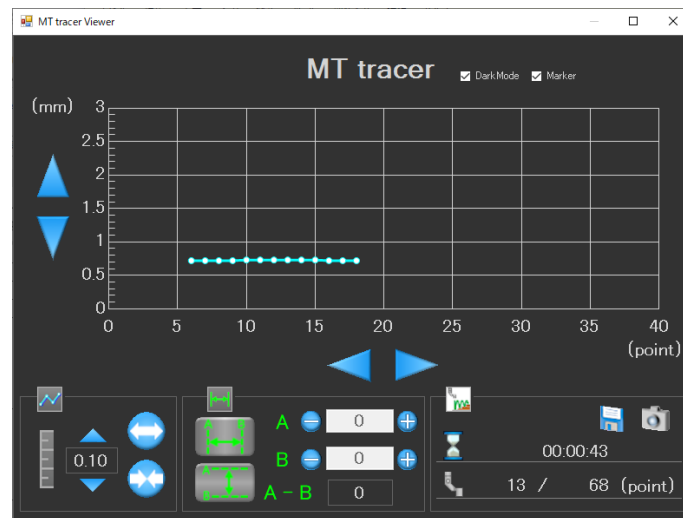 MT tracer Viewer
MT tracer
DarkMode
Marker
(mm)
3
2.5
2
1.5
1
0.5
0
0 5 10 15 20 25 30 35 40
(point)
A B
A 0
0.10
A
B
B 0
A - B 0
00:00:43
13 / 68 (point)